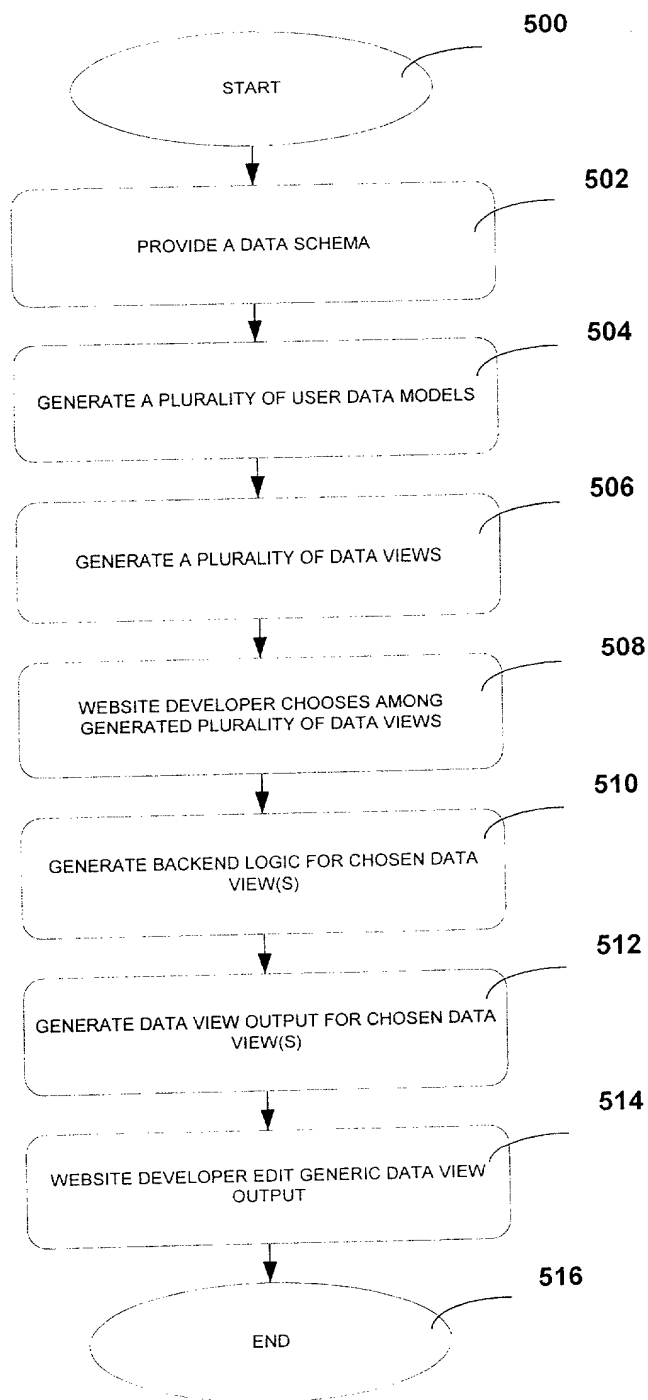 500
START
502
PROVIDE A DATA SCHEMA
504
GENERATE A PLURALITY OF USER DATA MODELS
506
GENERATE A PLURALITY OF DATA VIEWS
508
WEBSITE DEVELOPER CHOOSES AMONG
GENERATED PLURALITY OF DATA VIEWS
510
GENERATE BACKEND LOGIC FOR CHOSEN DATA
VIEW(S)
512
GENERATE DATA VIEW OUTPUT FOR CHOSEN DATA
VIEW(S)
514
WEBSITE DEVELOPER EDIT GENERIC DATA VIEW
OUTPUT
516
END